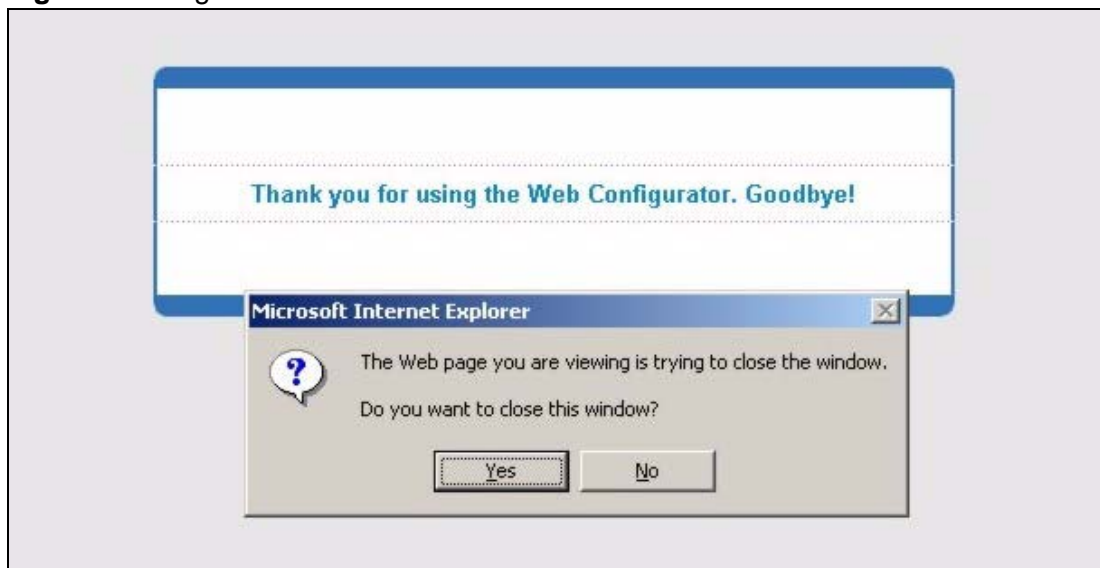 Thank you for using the Web Configurator. Goodbye!
Microsoft Internet Explorer
The Web page you are viewing is trying to close the window.
Do you want to close this window?
Yes
No